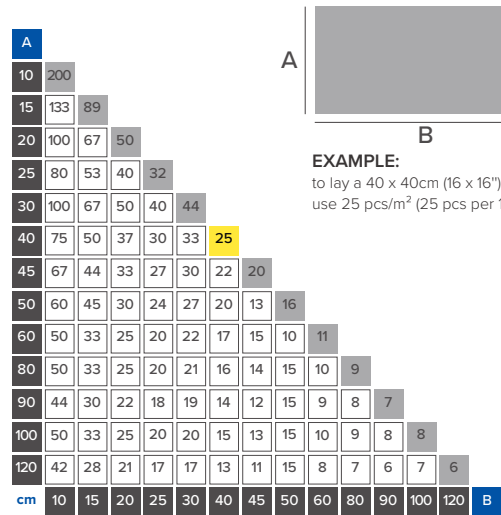 A
10 200
15 133 89
20 100 67 50
25 80 53 40 32
30 100 67 50 40 44
40 75 50 37 30 33 25
45 67 44 33 27 30 22 20
50 60 45 30 24 27 20 13 16
60 50 33 25 20 22 17 15 10 11
80 50 33 25 20 21 16 14 15 10 9
90 44 30 22 18 19 14 12 15 9 8 7
100 50 33 25 20 20 15 13 15 10 9 8 8
120 42 28 21 17 17 13 11 15 8 7 6 7 6
cm 10 15 20 25 30 40 45 50 60 80 90 100 120 B
A
B
EXAMPLE:
to lay a 40 x 40cm (16 x 16")
use 25 pcs/m² (25 pcs per